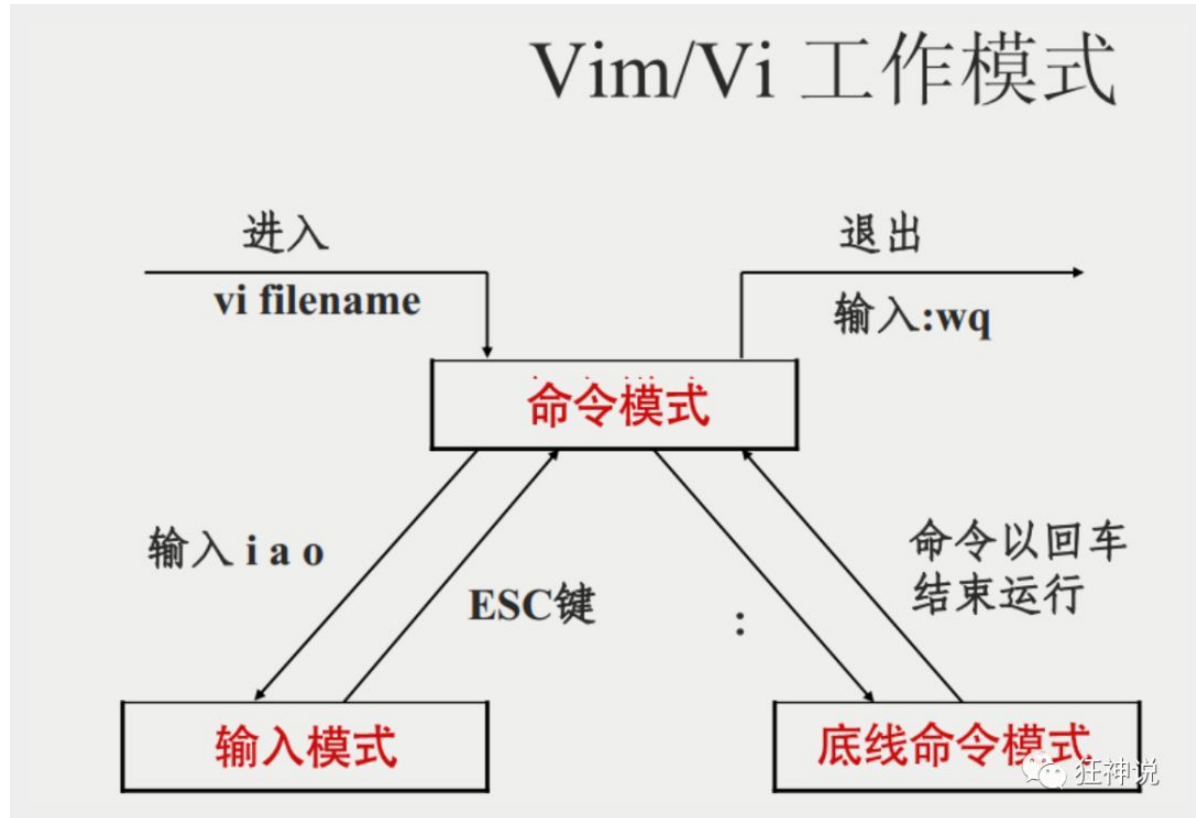 Vim/Vi 工作模式
进入
退出
vi filename
输入:wq
命令模式
输入 i a o
ESC键
:
命令以回车
结束运行
输入模式
底线命令模式
狂神说